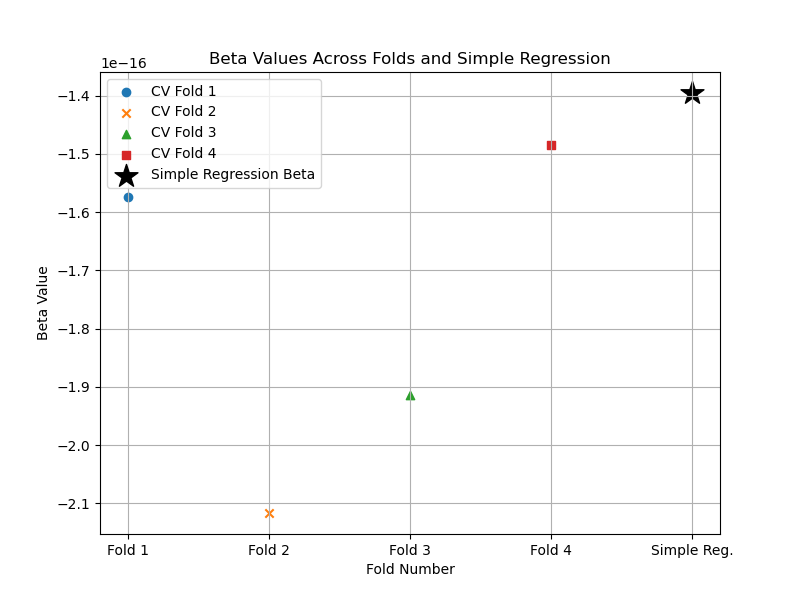 Beta Values Across Folds and Simple Regression
1e−16
CV Fold 1
CV Fold 2
CV Fold 3
CV Fold 4
Simple Regression Beta
−1.4
−1.5
−1.6
−1.7
−1.8
−1.9
−2.0
−2.1
Beta Value
Fold 1 Fold 2 Fold 3 Fold 4 Simple Reg.
Fold Number